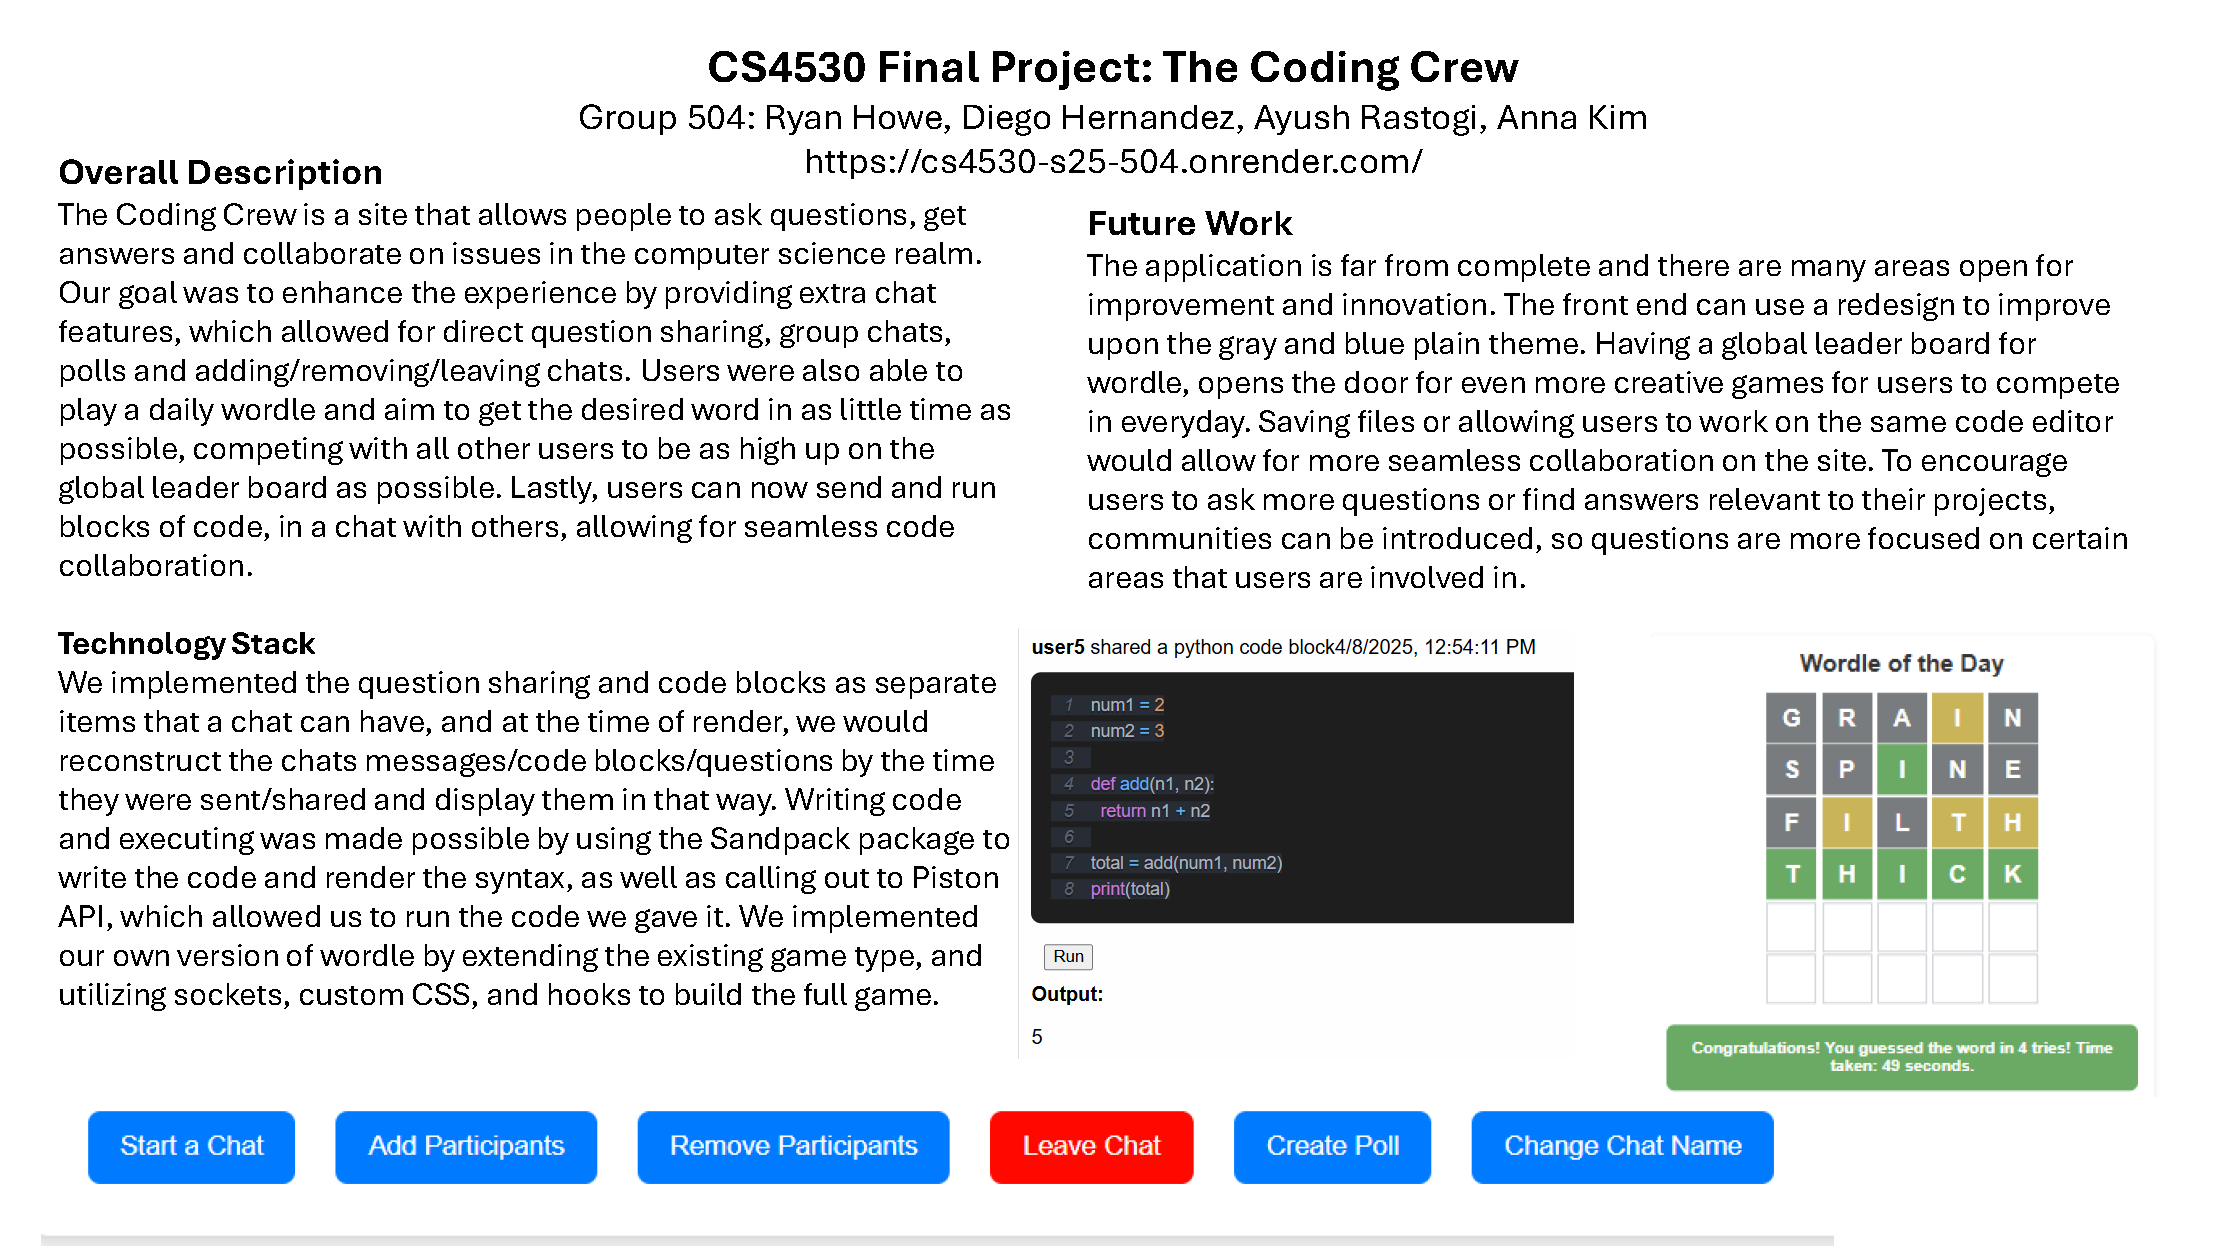 CS4530 Final Project: The Coding Crew
Group 504: Ryan Howe, Diego Hernandez, Ayush Rastogi, Anna Kim
https://cs4530-s25-504.onrender.com/
Overall Description
The Coding Crew is a site that allows people to ask questions, get
answers and collaborate on issues in the computer science realm.
Our goal was to enhance the experience by providing extra chat
features, which allowed for direct question sharing, group chats,
polls and adding/removing/leaving chats. Users were also able to
play a daily wordle and aim to get the desired word in as little time as
possible, competing with all other users to be as high up on the
global leader board as possible. Lastly, users can now send and run
blocks of code, in a chat with others, allowing for seamless code
collaboration.
Technology Stack
We implemented the question sharing and code blocks as separate
items that a chat can have, and at the time of render, we would
reconstruct the chats messages/code blocks/questions by the time
they were sent/shared and display them in that way. Writing code
and executing was made possible by using the Sandpack package to
write the code and render the syntax, as well as calling out to Piston
API, which allowed us to run the code we gave it. We implemented
our own version of wordle by extending the existing game type, and
utilizing sockets, custom CSS, and hooks to build the full game.
Future Work
The application is far from complete and there are many areas open for
improvement and innovation. The front end can use a redesign to improve
upon the gray and blue plain theme. Having a global leader board for
wordle, opens the door for even more creative games for users to compete
in everyday. Saving files or allowing users to work on the same code editor
would allow for more seamless collaboration on the site. To encourage
users to ask more questions or find answers relevant to their projects,
communities can be introduced, so questions are more focused on certain
areas that users are involved in.
user5 shared a python code block4/8/2025, 12:54:11 PM
1 num1 = 2
2 num2 = 3
3
4 def add(n1, n2):
5 return n1 + n2
6
7 total = add(num1, num2)
8 print(total)
Run
Output:
5
Wordle of the Day
G R A I N
S P I N E
F I L T H
T H I C K
Congratulations! You guessed the word in 4 tries! Time
taken: 49 seconds.
Start a Chat Add Participants Remove Participants Leave Chat Create Poll Change Chat Name